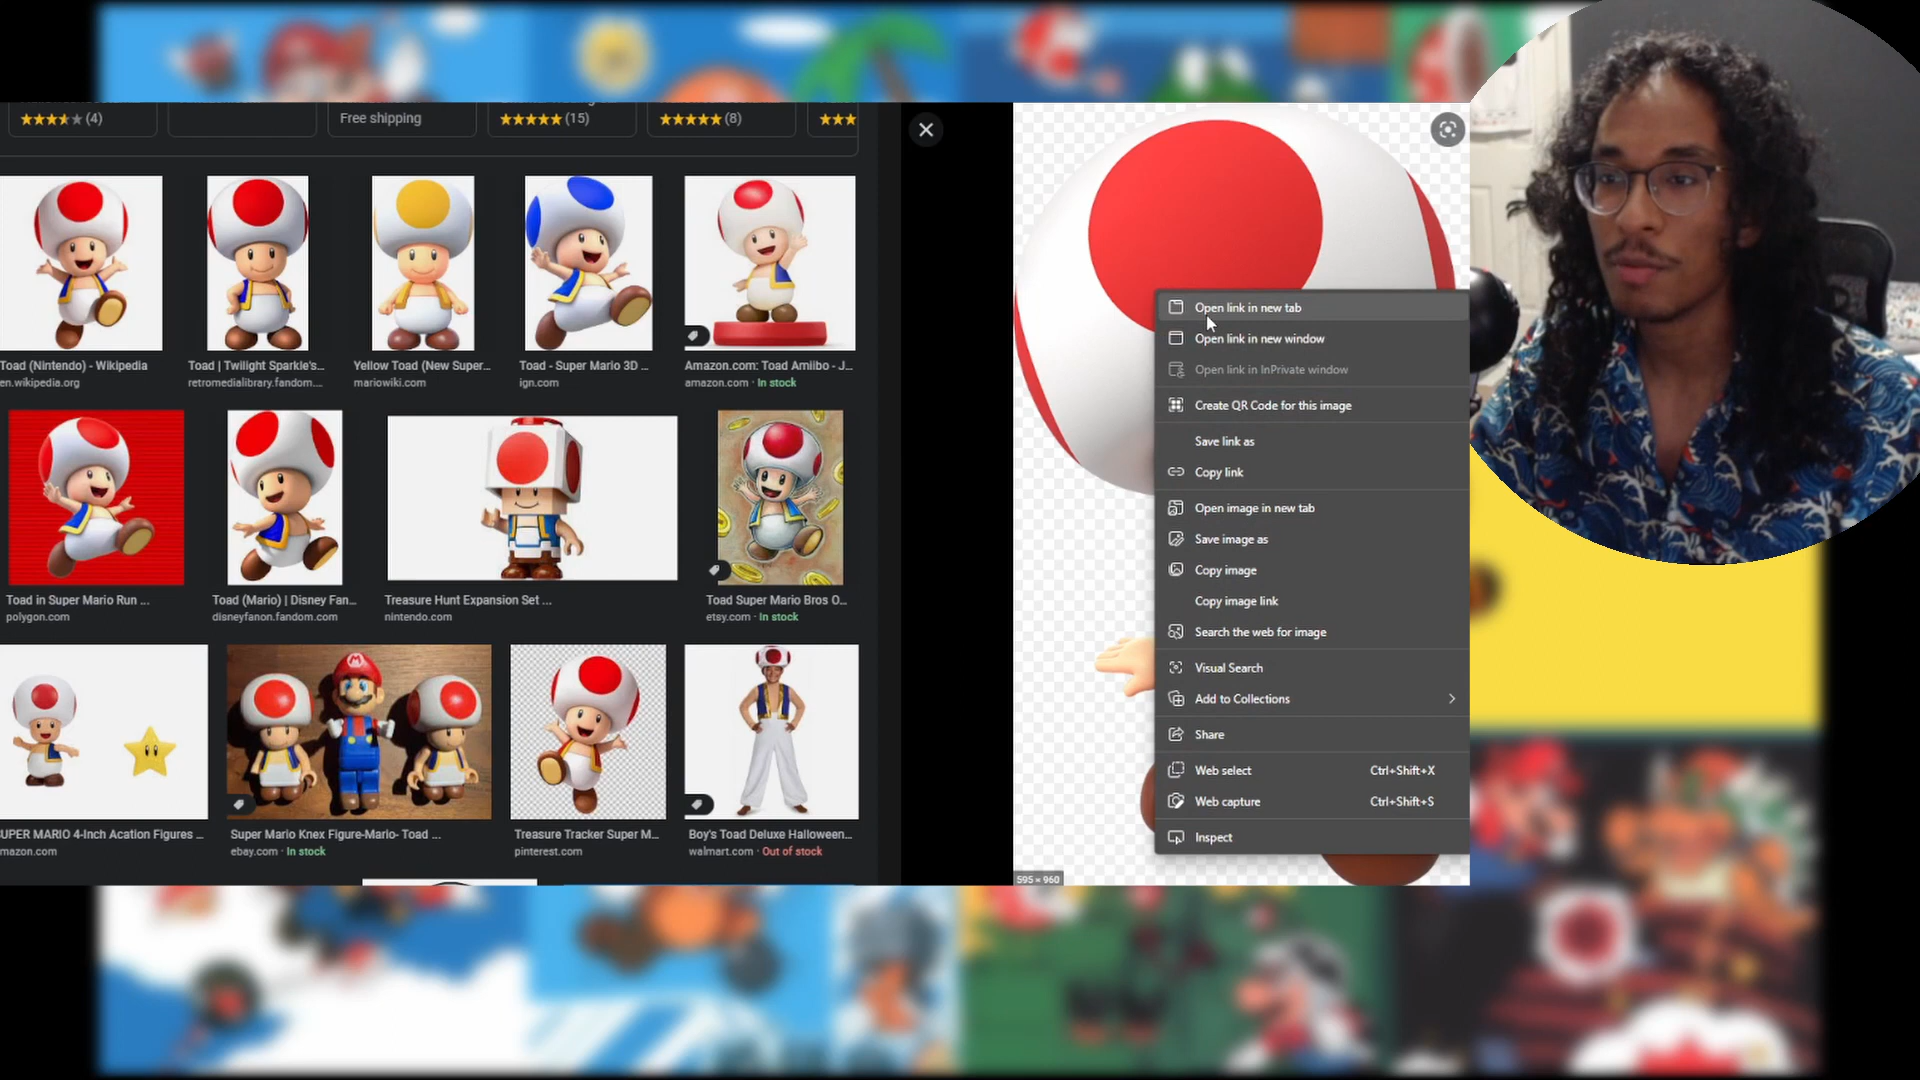 (4)
Free shipping
(15)
(8)
Toad (Nintendo) - Wikipedia
en.wikipedia.org
Toad | Twilight Sparkle's...
retromedialibrary.fandom....
Yellow Toad (New Super...
mariowiki.com
Toad - Super Mario 3D ...
ign.com
Amazon.com: Toad Amiibo - J...
amazon.com · In stock
Toad in Super Mario Run ...
polygon.com
Toad (Mario) | Disney Fan...
disneyfanon.fandom.com
Treasure Hunt Expansion Set ...
nintendo.com
Toad Super Mario Bros O...
etsy.com · In stock
SUPER MARIO 4-Inch Acation Figures ...
mazon.com
Super Mario Knex Figure-Mario- Toad ...
ebay.com · In stock
Treasure Tracker Super M...
pinterest.com
Boy's Toad Deluxe Halloween...
walmart.com · Out of stock
Open link in new tab
Open link in new window
Open link in InPrivate window
Create QR Code for this image
Save link as
Copy link
Open image in new tab
Save image as
Copy image
Copy image link
Search the web for image
Visual Search
Add to Collections
Share
Web select Ctrl+Shift+X
Web capture Ctrl+Shift+S
Inspect
595 × 960